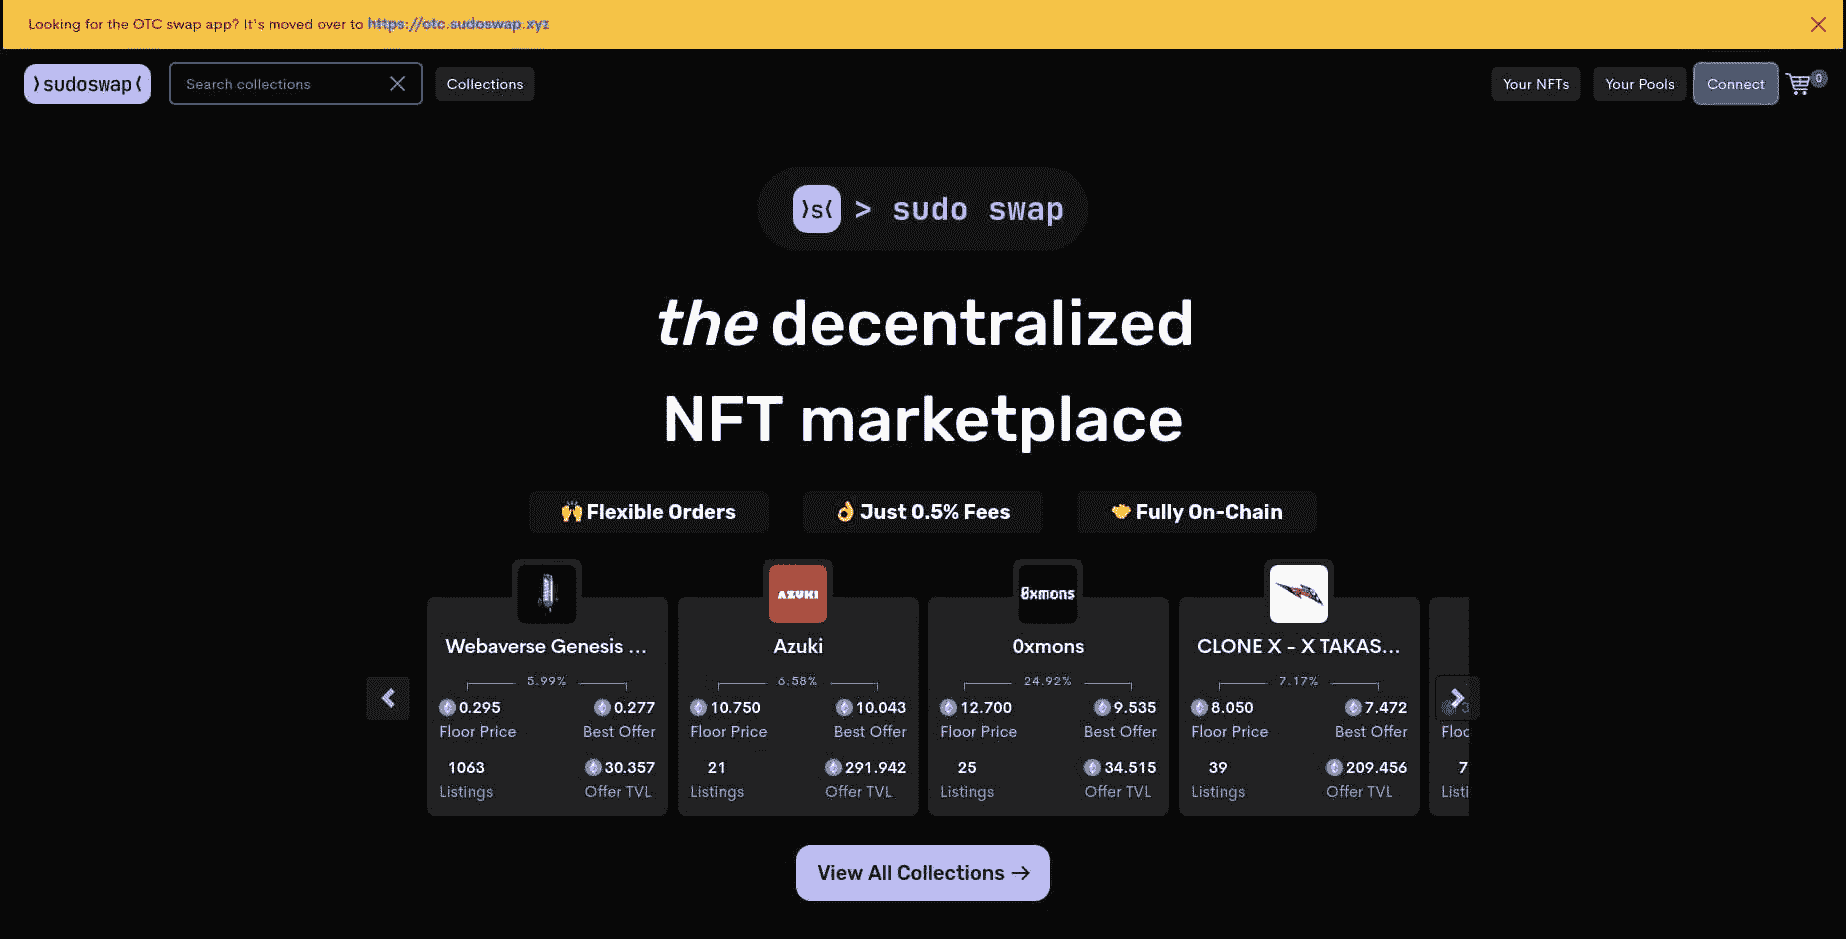 Looking for the OTC swap app? It's moved over to https://otc.sudoswap.xyz
)sudoswap(
Search collections
Collections
Your NFTs
Your Pools
Connect
0
)s( > sudo swap
the decentralized
NFT marketplace
🙌 Flexible Orders
👌 Just 0.5% Fees
Fully On-Chain
Webaverse Genesis ...
5.99%
0.295 0.277
Floor Price Best Offer
1063 30.357
Listings Offer TVL
AZUKI
Azuki
6.58%
10.750 10.043
Floor Price Best Offer
21 291.942
Listings Offer TVL
0xmons
0xmons
24.92%
12.700 9.535
Floor Price Best Offer
25 34.515
Listings Offer TVL
CLONE X - X TAKAS...
7.17%
8.050 7.472
Floor Price Best Offer
39 209.456
Listings Offer TVL
View All Collections →